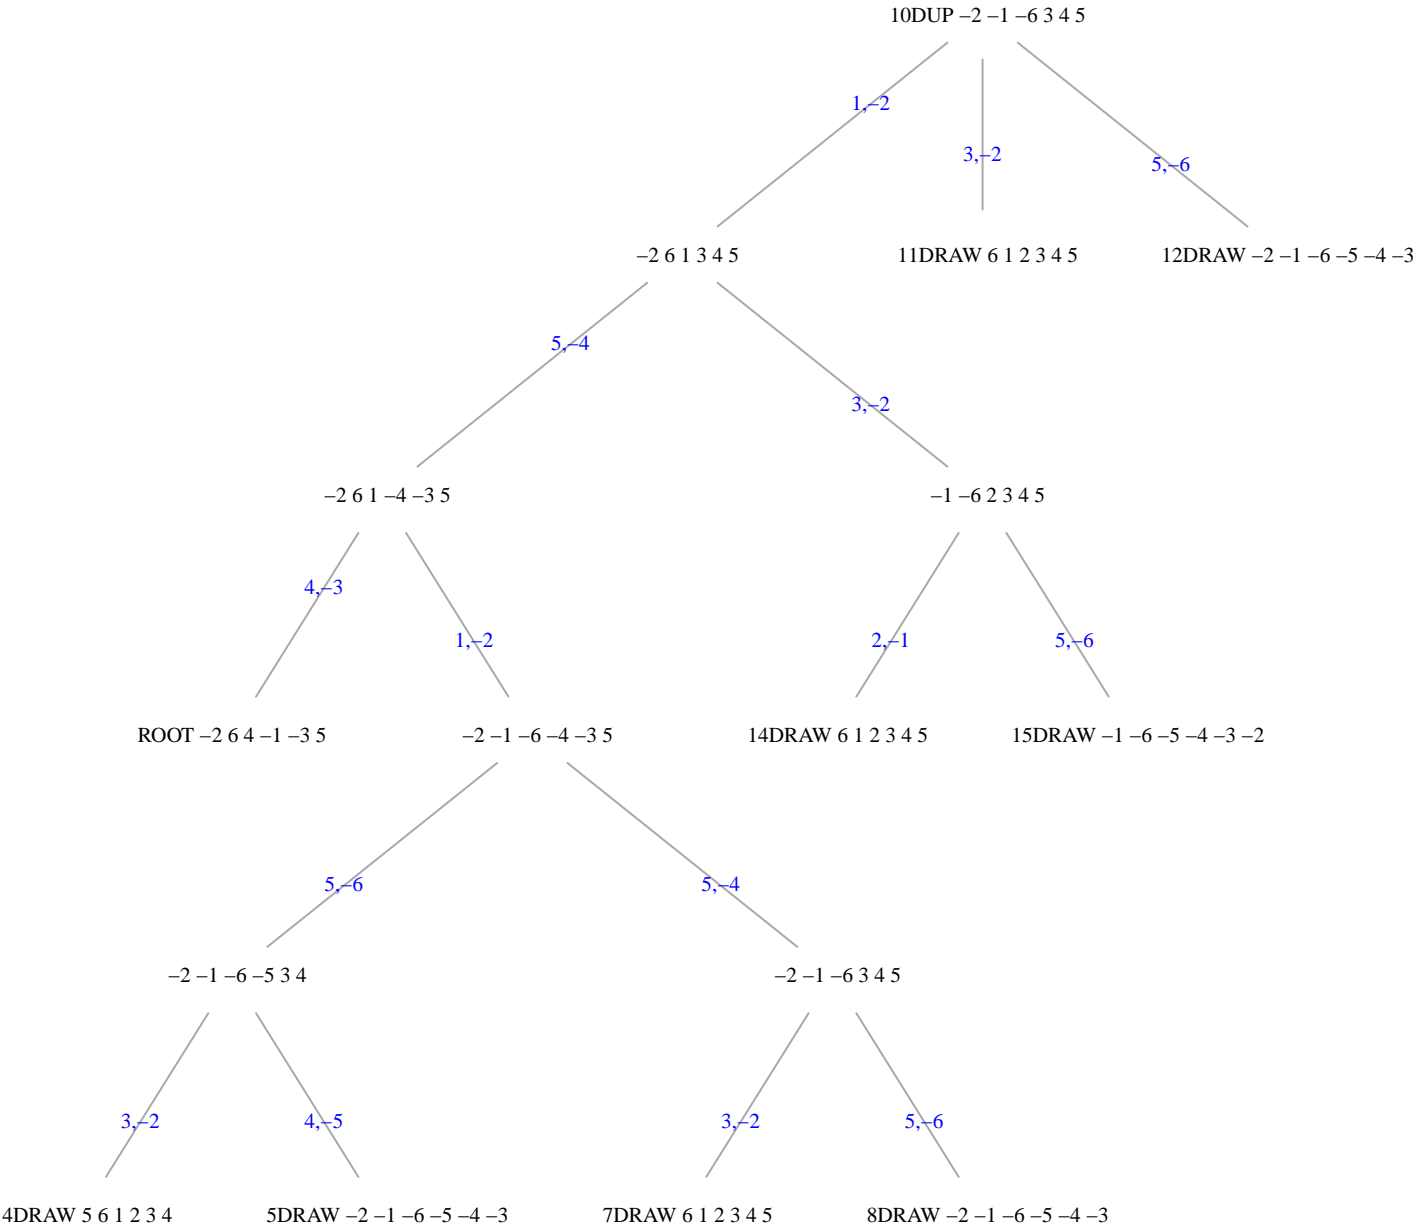 10DUP −2 −1 −6 3 4 5
1,−2
3,−2
5,−6
−2 6 1 3 4 5
11DRAW 6 1 2 3 4 5
12DRAW −2 −1 −6 −5 −4 −3
5,−4
3,−2
−2 6 1 −4 −3 5
−1 −6 2 3 4 5
4,−3
1,−2
2,−1
5,−6
ROOT −2 6 4 −1 −3 5
−2 −1 −6 −4 −3 5
14DRAW 6 1 2 3 4 5
15DRAW −1 −6 −5 −4 −3 −2
5,−6
5,−4
−2 −1 −6 −5 3 4
−2 −1 −6 3 4 5
3,−2
4,−5
3,−2
5,−6
4DRAW 5 6 1 2 3 4
5DRAW −2 −1 −6 −5 −4 −3
7DRAW 6 1 2 3 4 5
8DRAW −2 −1 −6 −5 −4 −3